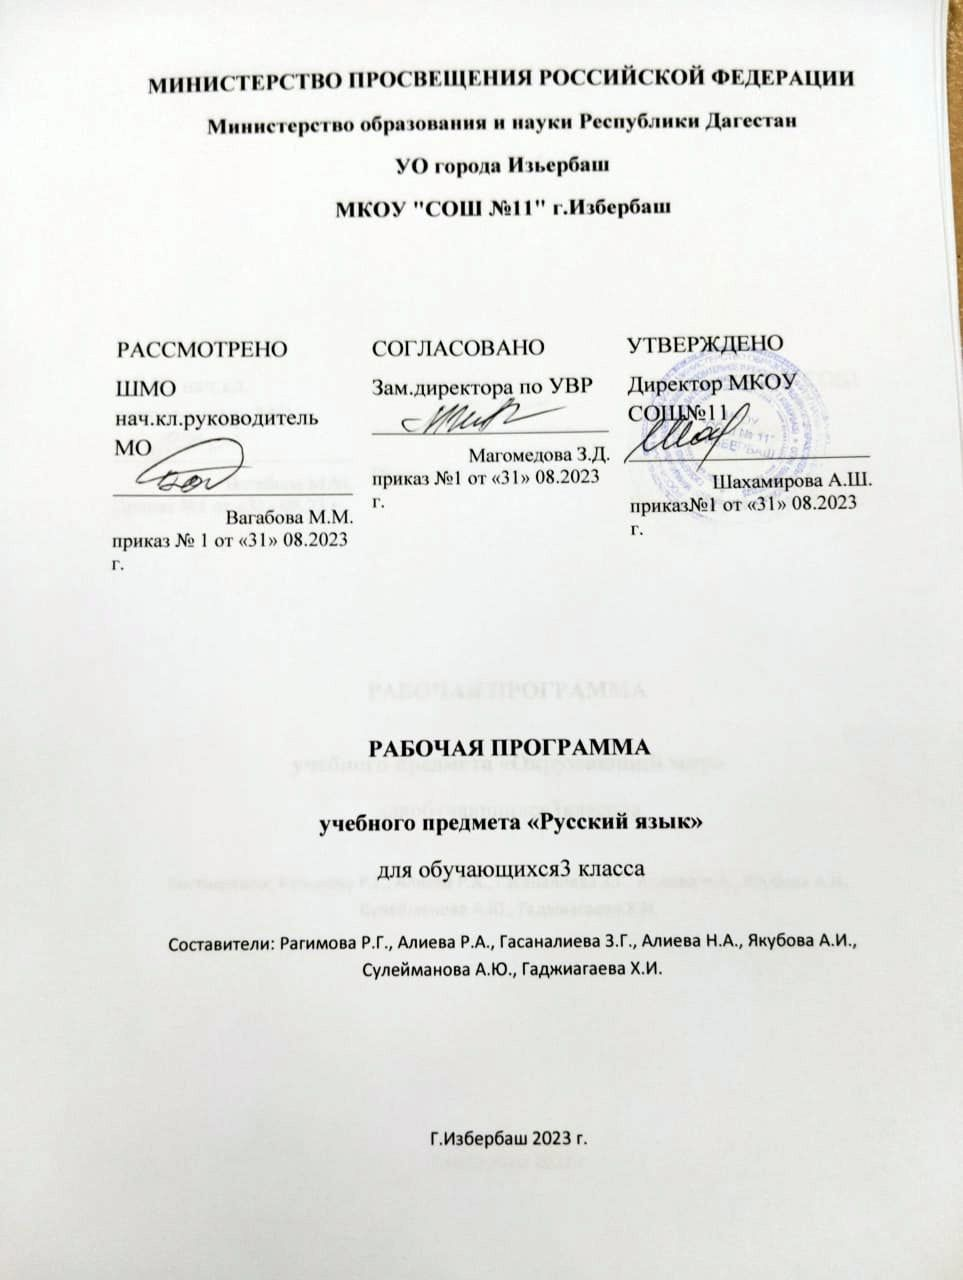 МИНИСТЕРСТВО ПРОСВЕЩЕНИЯ РОССИЙСКОЙ ФЕДЕРАЦИИ
Министерство образования и науки Республики Дагестан
УО города Изьербаш
МКОУ "СОШ №11" г.Избербаш
РАССМОТРЕНО
ШМО
нач.кл.руководитель
МО
Вагабова М.М.
приказ № 1 от «31» 08.2023
г.
СОГЛАСОВАНО
Зам.директора по УВР
Магомедова З.Д.
приказ №1 от «31» 08.2023
г.
УТВЕРЖДЕНО
Директор МКОУ
СОШ№11
Шахамирова А.Ш.
приказ№1 от «31» 08.2023
г.
РАБОЧАЯ ПРОГРАММА
учебного предмета «Русский язык»
для обучающихся3 класса
Составители: Рагимова Р.Г., Алиева Р.А., Гасаналиева З.Г., Алиева Н.А., Якубова А.И.,
Сулейманова А.Ю., Гаджиагаева Х.И.
Г.Избербаш 2023 г.